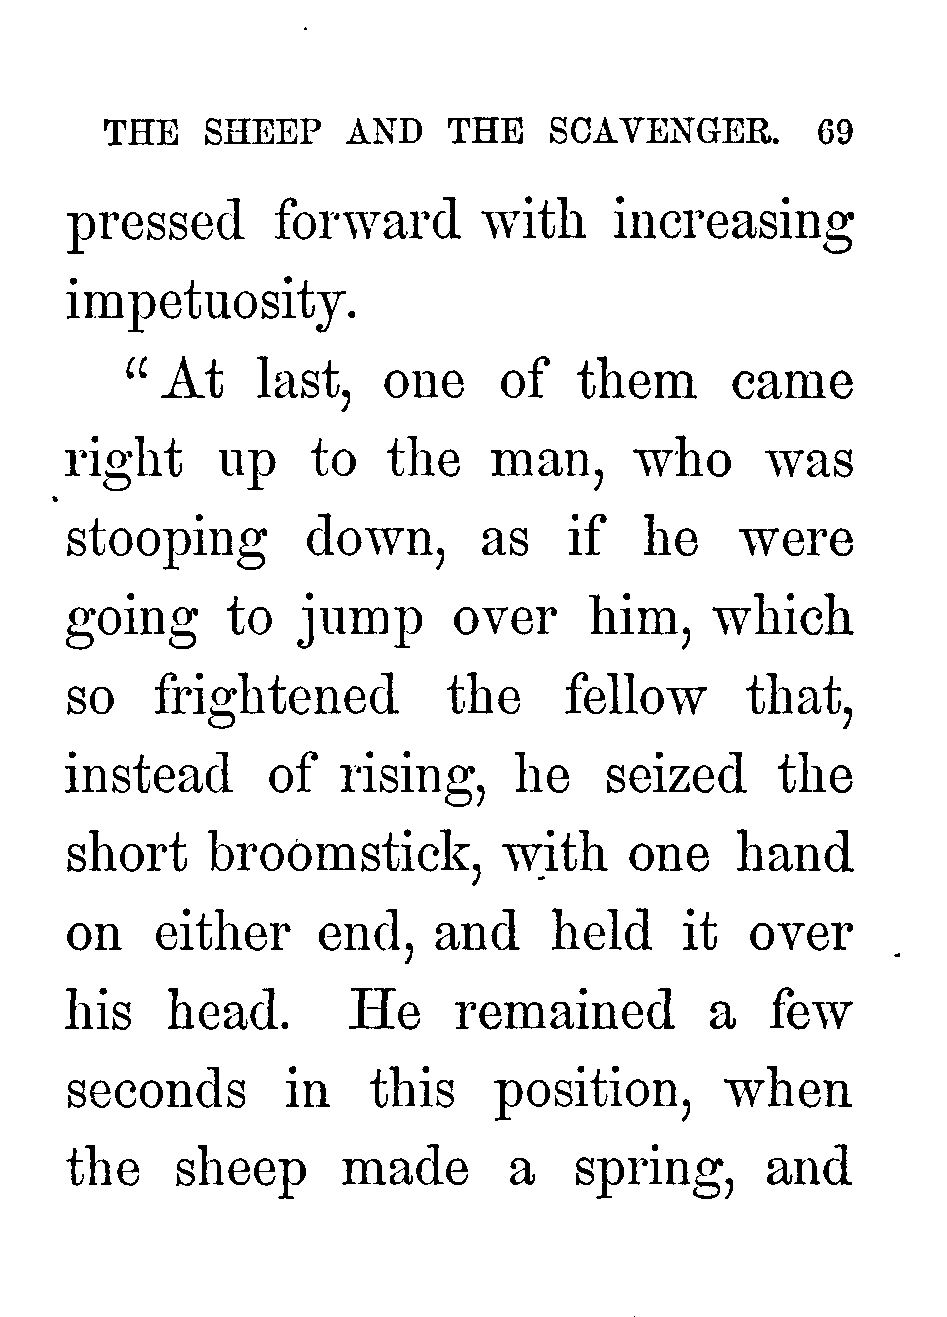 THE SHEEP AND THE SCAVENGER. 69
pressed forward with increasing
impetuosity.
“At last, one of them came
right up to the man, who was
stooping down, as if he were
going to jump over him, which
so frightened the fellow that,
instead of rising, he seized the
short broomstick, with one hand
on either end, and held it over
his head. He remained a few
seconds in this position, when
the sheep made a spring, and